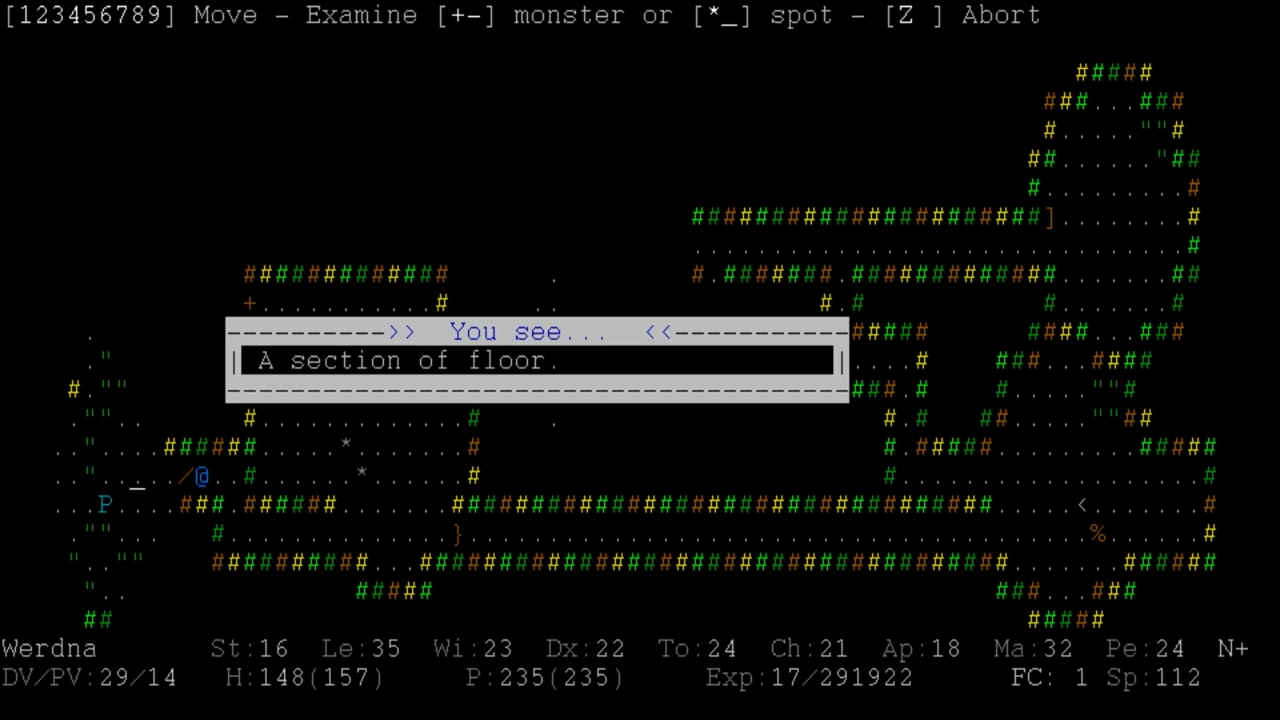 [123456789] Move - Examine [+-] monster or [*_] spot - [Z ] Abort
---------->>  You see...  <<-----------
A section of floor.
Werdna St:16 Le:35 Wi:23 Dx:22 To:24 Ch:21 Ap:18 Ma:32 Pe:24 N+
DV/PV:29/14 H:148(157) P:235(235) Exp:17/291922 FC: 1 Sp:112